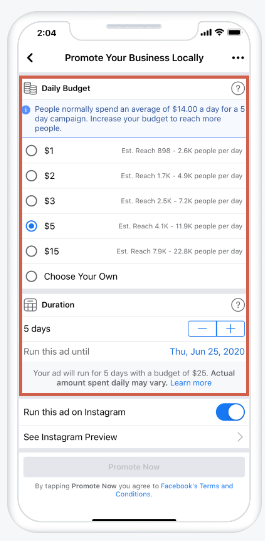 2:04
Promote Your Business Locally
Daily Budget ?
People normally spend an average of $14.00 a day for a 5
day campaign. Increase your budget to reach more
people.
$1 Est. Reach 898 - 2.6K people per day
$2 Est. Reach 1.7K - 4.9K people per day
$3 Est. Reach 2.5K - 7.2K people per day
$5 Est. Reach 4.1K - 11.9K people per day
$15 Est. Reach 7.9K - 22.8K people per day
Choose Your Own
Duration ?
5 days
Run this ad until Thu, Jun 25, 2020
Your ad will run for 5 days with a budget of $25. Actual
amount spent daily may vary. Learn more
Run this ad on Instagram
See Instagram Preview
Promote Now
By tapping Promote Now you agree to Facebook's Terms and
Conditions.